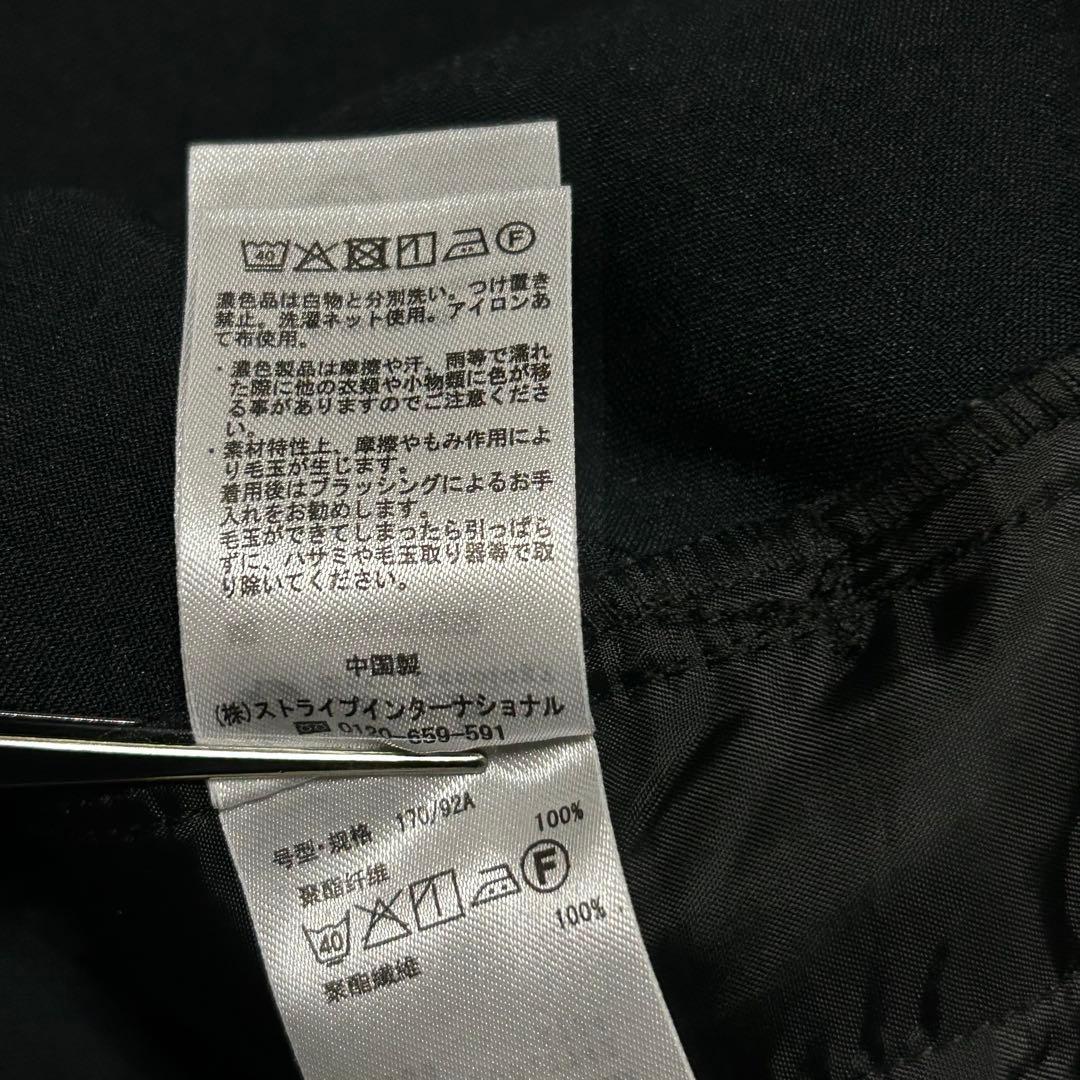 40 F
濃色品は白物と分別洗い。つけ置き
禁止。洗濯ネット使用。アイロンあ
て布使用。
・濃色製品は摩擦や汗、雨等で濡れ
た際に他の衣類や小物類に色が移
る事がありますのでご注意くださ
い。
・素材特性上、摩擦やもみ作用によ
り毛玉が生じます。
着用後はブラッシングによるお手
入れをお勧めします。
毛玉ができてしまったら引っぱら
ずに、ハサミや毛玉取り器等で取
り除いてください。
中国製
(株)ストライプインターナショナル
0120-659-591
号型·规格 170/92A
聚酯纤维 100%
40 F
聚酯纖維 100%